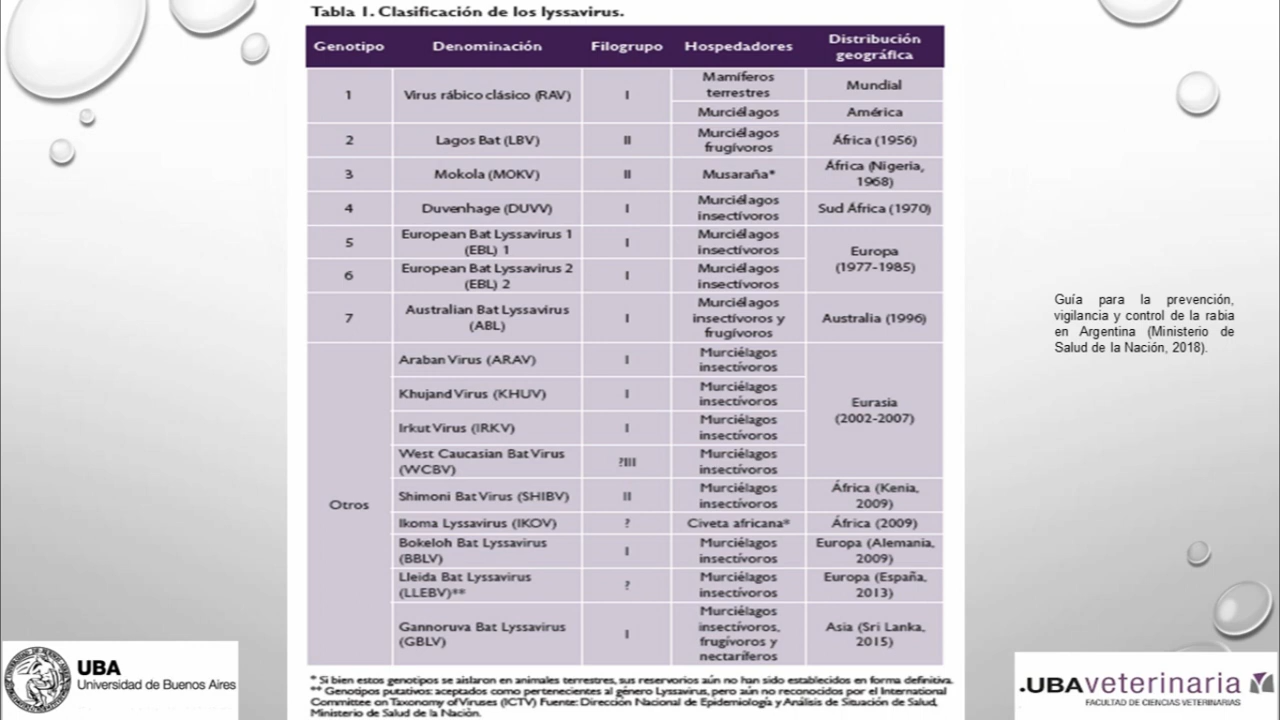 Tabla 1. Clasificación de los lyssavirus.
Genotipo Denominación Filogrupo Hospedadores Distribución geográfica
1 Virus rábico clásico (RAV) I Mamíferos terrestres Mundial
Murciélagos América
2 Lagos Bat (LBV) II Murciélagos frugívoros África (1956)
3 Mokola (MOKV) II Musaraña* África (Nigeria, 1968)
4 Duvenhage (DUVV) I Murciélagos insectívoros Sud África (1970)
5 European Bat Lyssavirus 1 (EBL) 1 I Murciélagos insectívoros Europa (1977-1985)
6 European Bat Lyssavirus 2 (EBL) 2 I Murciélagos insectívoros
7 Australian Bat Lyssavirus (ABL) I Murciélagos insectívoros y frugívoros Australia (1996)
Otros Araban Virus (ARAV) I Murciélagos insectívoros Eurasia (2002-2007)
Khujand Virus (KHUV) I Murciélagos insectívoros
Irkut Virus (IRKV) I Murciélagos insectívoros
West Caucasian Bat Virus (WCBV) ?III Murciélagos insectívoros
Shimoni Bat Virus (SHIBV) II Murciélagos insectívoros África (Kenia, 2009)
Ikoma Lyssavirus (IKOV) ? Civeta africana* África (2009)
Bokeloh Bat Lyssavirus (BBLV) I Murciélagos insectívoros Europa (Alemania, 2009)
Lleida Bat Lyssavirus (LLEBV)** ? Murciélagos insectívoros Europa (España, 2013)
Gannoruva Bat Lyssavirus (GBLV) I Murciélagos insectívoros, frugívoros y nectaríferos Asia (Sri Lanka, 2015)
* Si bien estos genotipos se aislaron en animales terrestres, sus reservorios aún no han sido establecidos en forma definitiva.
** Genotipos putativos: aceptados como pertenecientes al género Lyssavirus, pero aún no reconocidos por el International
Committee on Taxonomy of Viruses (ICTV) Fuente: Dirección Nacional de Epidemiología y Análisis de Situación de Salud,
Ministerio de Salud de la Nación.
Guía para la prevención,
vigilancia y control de la rabia
en Argentina (Ministerio de
Salud de la Nación, 2018).
UBA
Universidad de Buenos Aires
.UBAveterinaria
FACULTAD DE CIENCIAS VETERINARIAS